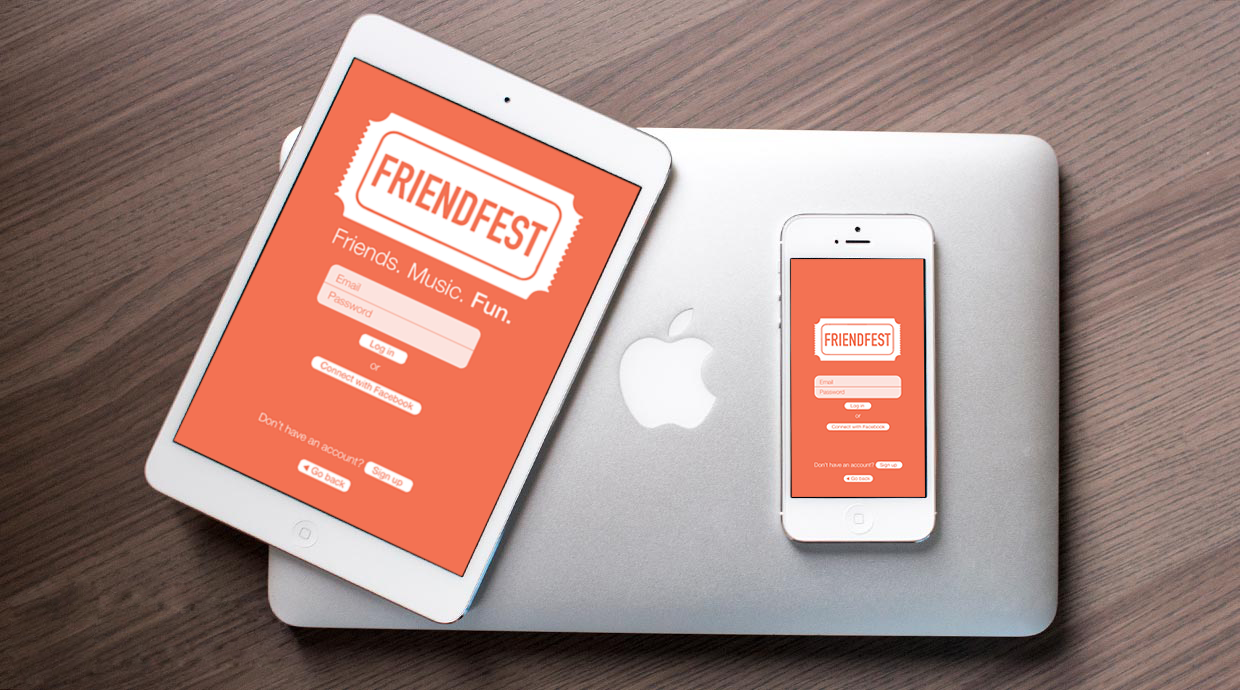 FRIENDFEST
Friends. Music. Fun.
Email
Password
Log in
or
Connect with Facebook
Don't have an account? Sign up
◀ Go back
FRIENDFEST
Email
Password
Log in
or
Connect with Facebook
Don't have an account? Sign up
◀ Go back